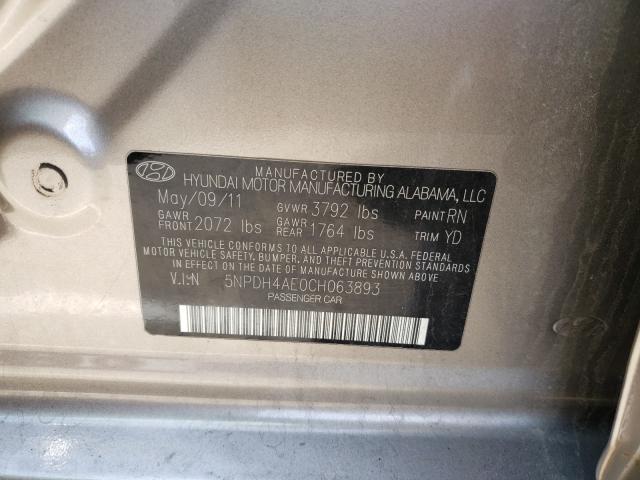 MANUFACTURED BY
HYUNDAI MOTOR MANUFACTURING ALABAMA, LLC
May/09/11 GVWR 3792 lbs PAINT RN
GAWR FRONT 2072 lbs GAWR REAR 1764 lbs TRIM YD
THIS VEHICLE CONFORMS TO ALL APPLICABLE U.S.A. FEDERAL
MOTOR VEHICLE SAFETY, BUMPER, AND THEFT PREVENTION STANDARDS
IN EFFECT ON THE DATE OF MANUFACTURE SHOWN ABOVE.
V.I.N 5NPDH4AE0CH063893
PASSENGER CAR